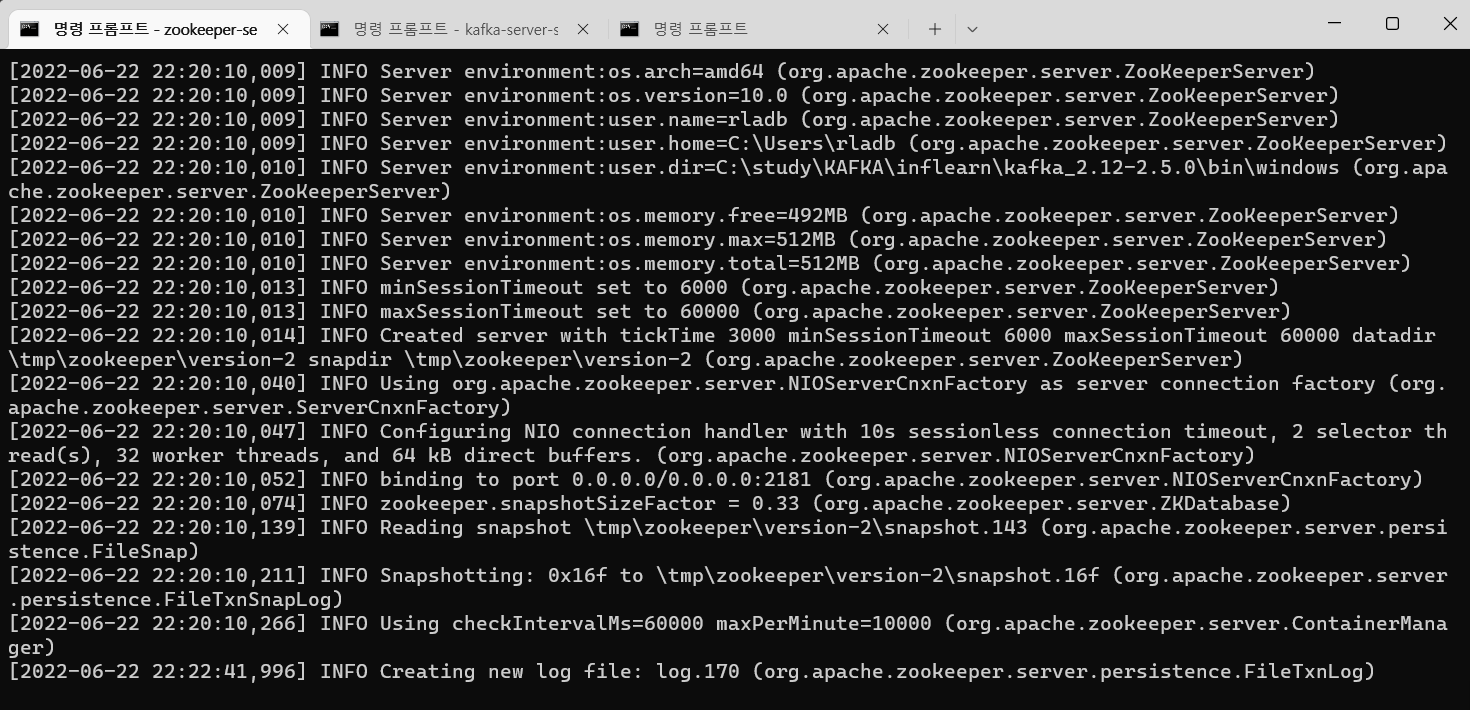 명령 프롬프트 - zookeeper-se
명령 프롬프트 - kafka-server-s
명령 프롬프트
[2022-06-22 22:20:10,009] INFO Server environment:os.arch=amd64 (org.apache.zookeeper.server.ZooKeeperServer)
[2022-06-22 22:20:10,009] INFO Server environment:os.version=10.0 (org.apache.zookeeper.server.ZooKeeperServer)
[2022-06-22 22:20:10,009] INFO Server environment:user.name=rladb (org.apache.zookeeper.server.ZooKeeperServer)
[2022-06-22 22:20:10,009] INFO Server environment:user.home=C:\Users\rladb (org.apache.zookeeper.server.ZooKeeperServer)
[2022-06-22 22:20:10,010] INFO Server environment:user.dir=C:\study\KAFKA\inflearn\kafka_2.12-2.5.0\bin\windows (org.apa
che.zookeeper.server.ZooKeeperServer)
[2022-06-22 22:20:10,010] INFO Server environment:os.memory.free=492MB (org.apache.zookeeper.server.ZooKeeperServer)
[2022-06-22 22:20:10,010] INFO Server environment:os.memory.max=512MB (org.apache.zookeeper.server.ZooKeeperServer)
[2022-06-22 22:20:10,010] INFO Server environment:os.memory.total=512MB (org.apache.zookeeper.server.ZooKeeperServer)
[2022-06-22 22:20:10,013] INFO minSessionTimeout set to 6000 (org.apache.zookeeper.server.ZooKeeperServer)
[2022-06-22 22:20:10,013] INFO maxSessionTimeout set to 60000 (org.apache.zookeeper.server.ZooKeeperServer)
[2022-06-22 22:20:10,014] INFO Created server with tickTime 3000 minSessionTimeout 6000 maxSessionTimeout 60000 datadir
\tmp\zookeeper\version-2 snapdir \tmp\zookeeper\version-2 (org.apache.zookeeper.server.ZooKeeperServer)
[2022-06-22 22:20:10,040] INFO Using org.apache.zookeeper.server.NIOServerCnxnFactory as server connection factory (org.
apache.zookeeper.server.ServerCnxnFactory)
[2022-06-22 22:20:10,047] INFO Configuring NIO connection handler with 10s sessionless connection timeout, 2 selector th
read(s), 32 worker threads, and 64 kB direct buffers. (org.apache.zookeeper.server.NIOServerCnxnFactory)
[2022-06-22 22:20:10,052] INFO binding to port 0.0.0.0/0.0.0.0:2181 (org.apache.zookeeper.server.NIOServerCnxnFactory)
[2022-06-22 22:20:10,074] INFO zookeeper.snapshotSizeFactor = 0.33 (org.apache.zookeeper.server.ZKDatabase)
[2022-06-22 22:20:10,139] INFO Reading snapshot \tmp\zookeeper\version-2\snapshot.143 (org.apache.zookeeper.server.persi
stence.FileSnap)
[2022-06-22 22:20:10,211] INFO Snapshotting: 0x16f to \tmp\zookeeper\version-2\snapshot.16f (org.apache.zookeeper.server
.persistence.FileTxnSnapLog)
[2022-06-22 22:20:10,266] INFO Using checkIntervalMs=60000 maxPerMinute=10000 (org.apache.zookeeper.server.ContainerMana
ger)
[2022-06-22 22:22:41,996] INFO Creating new log file: log.170 (org.apache.zookeeper.server.persistence.FileTxnLog)